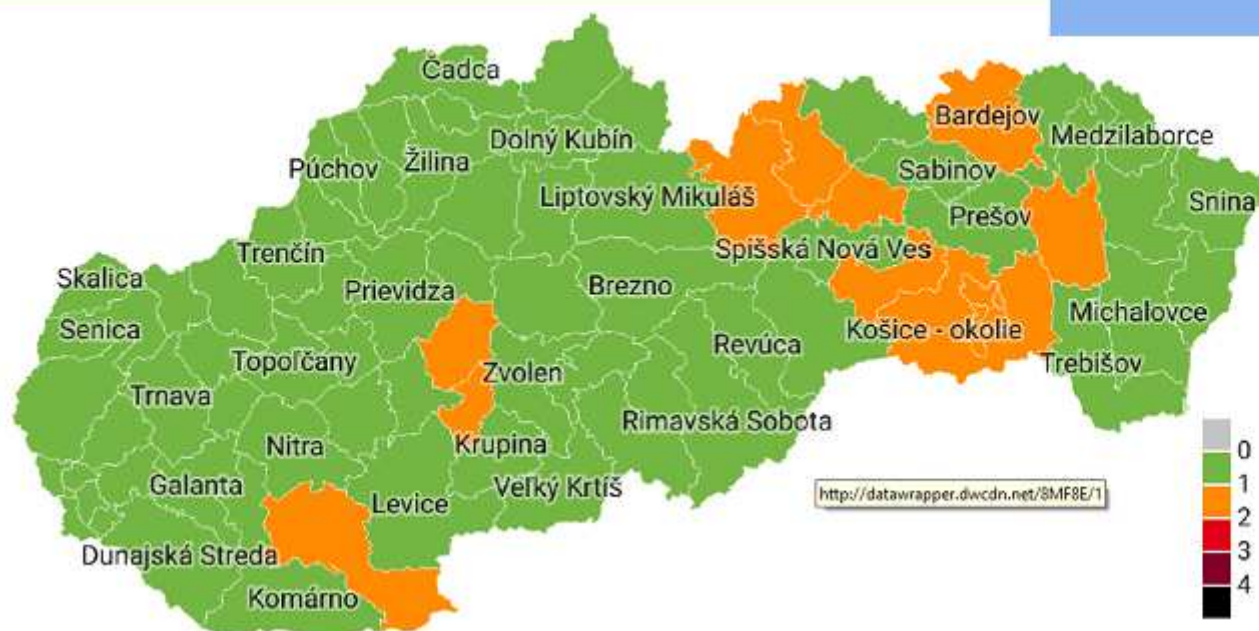 Čadca
Bardejov
Medzilaborce
Dolný Kubín
Púchov
Žilina
Sabinov
Liptovský Mikuláš
Snina
Prešov
Trenčín
Spišská Nová Ves
Skalica
Prievidza
Brezno
Senica
Michalovce
Košice - okolie
Topoľčany
Revúca
Zvolen
Trebišov
Trnava
Rimavská Sobota
Nitra
Krupina
Galanta
Levice
Veľký Krtíš
http://datawrapper.dwcdn.net/8MF8E/1
Dunajská Streda
Komárno
0
1
2
3
4